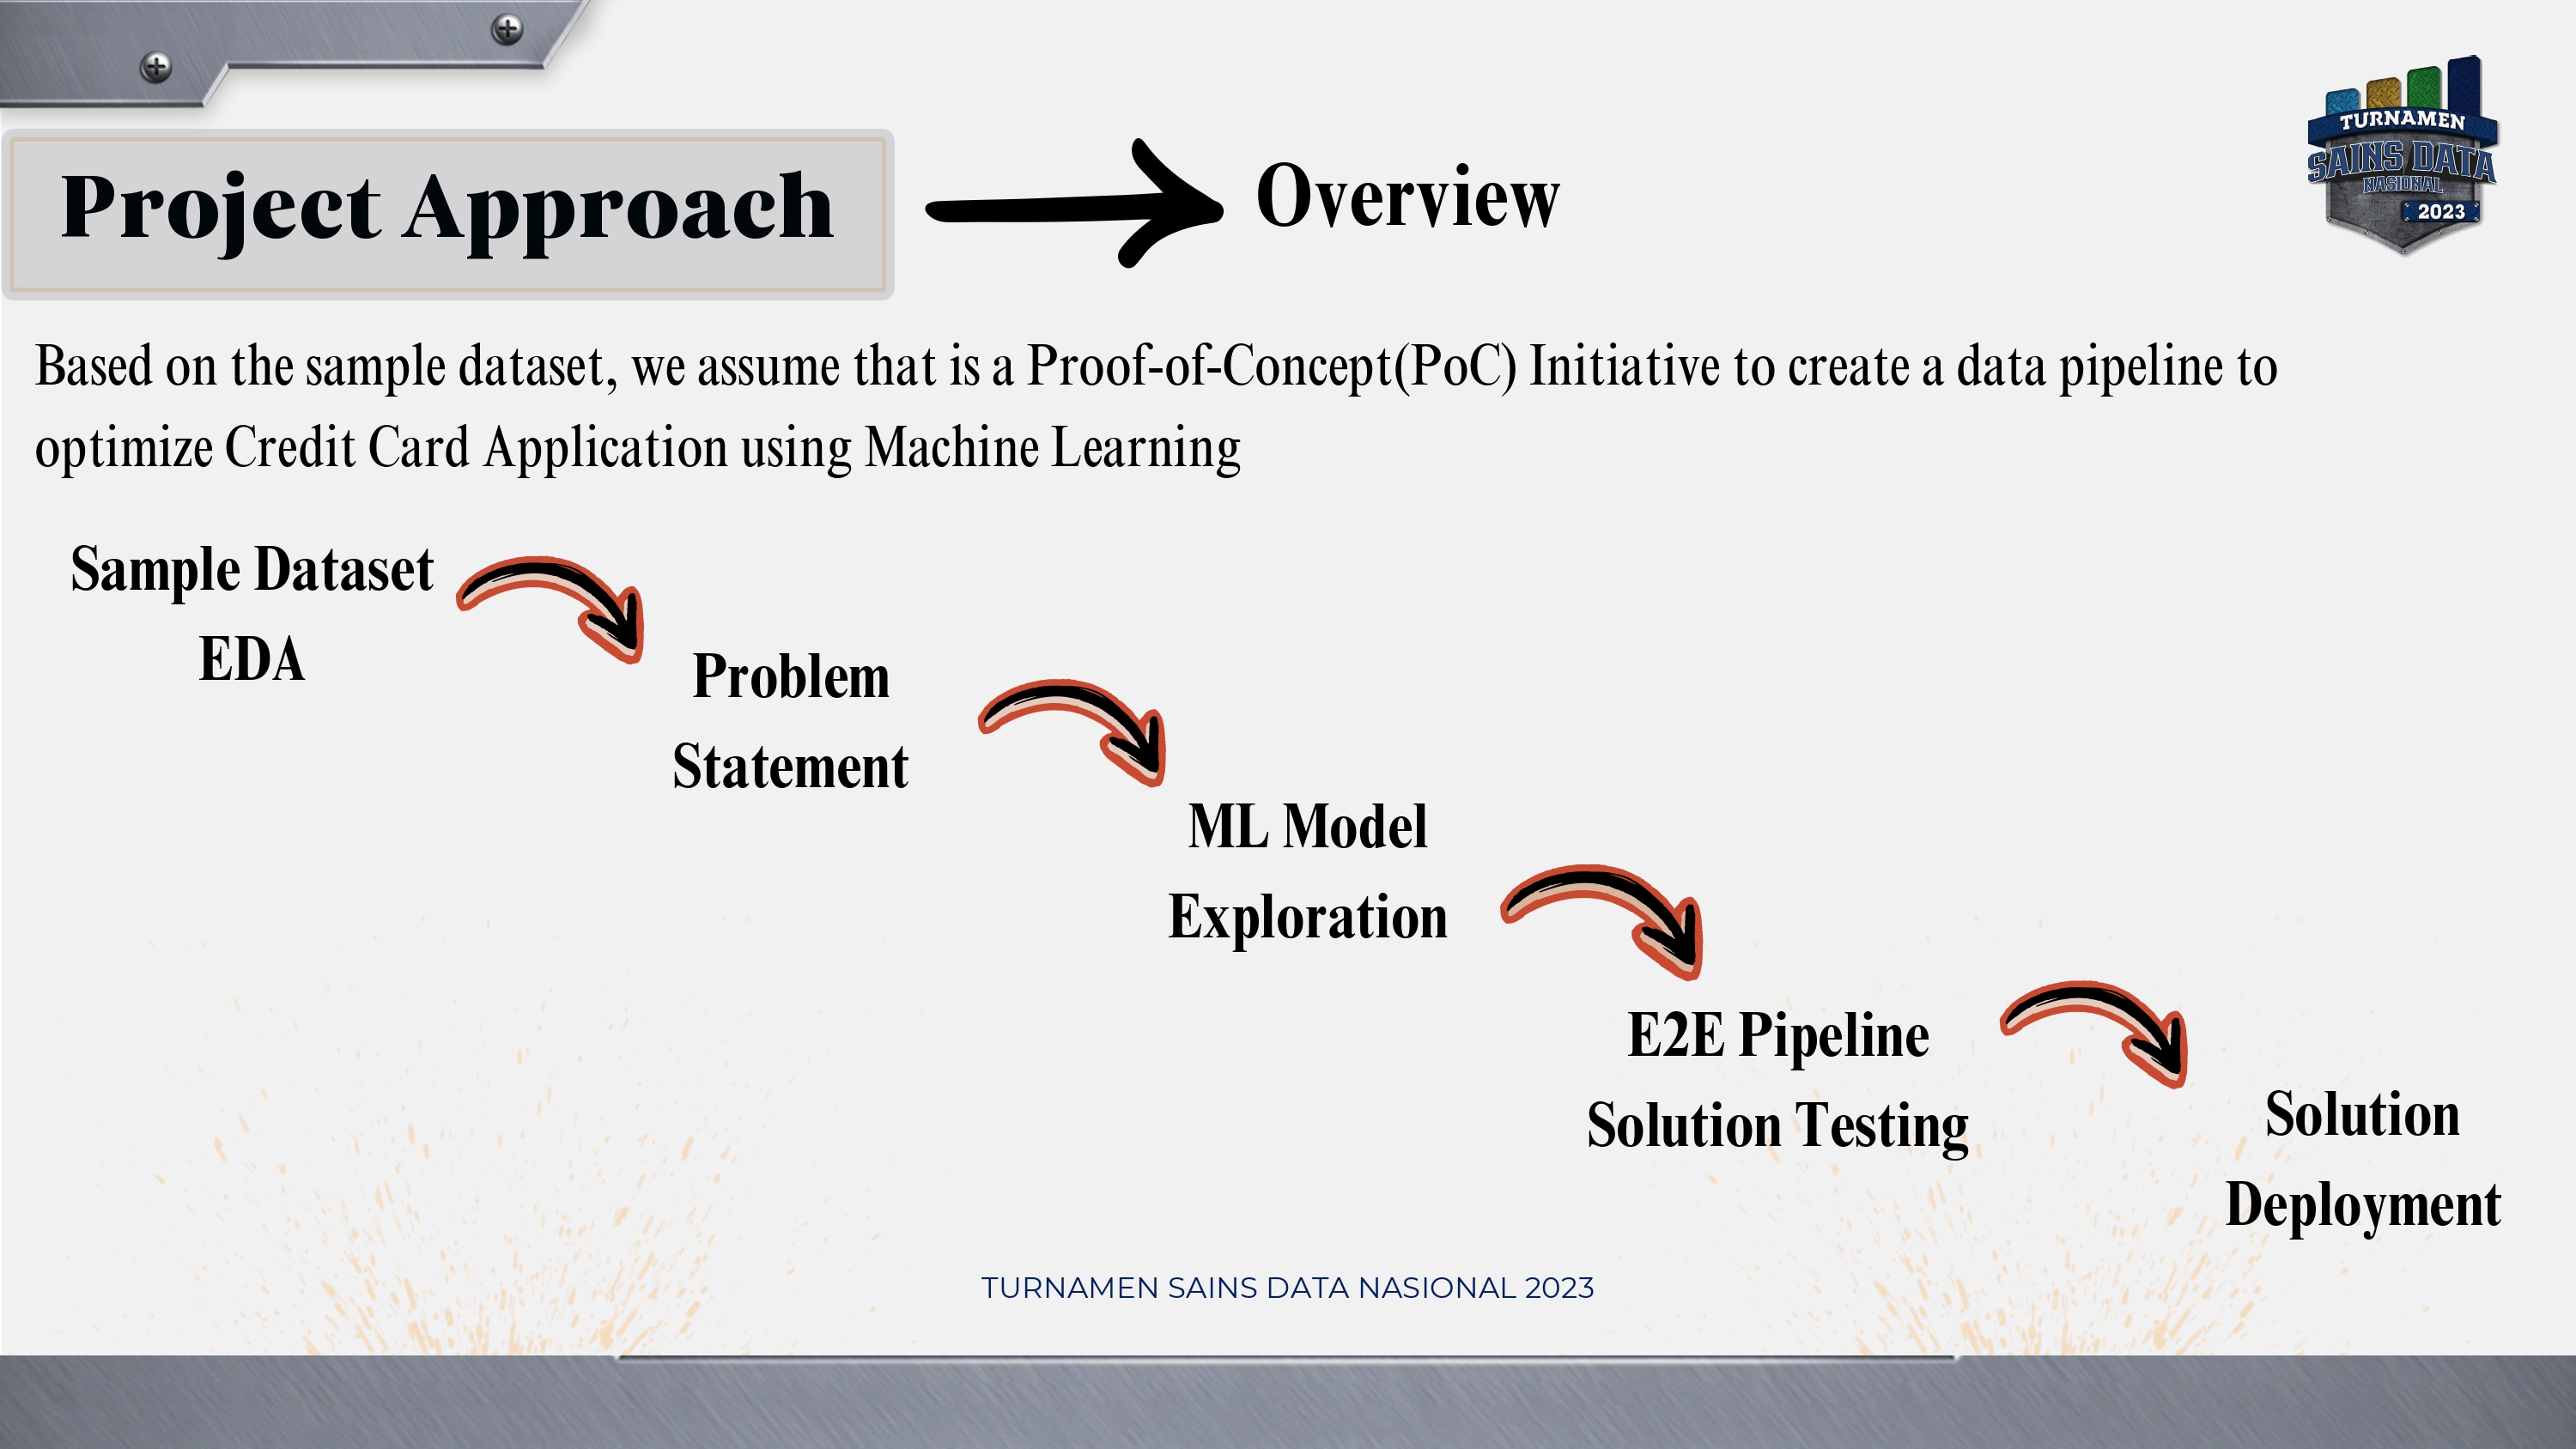 Project Approach
Overview
TURNAMEN
SAINS DATA
NASIONAL
2023
Based on the sample dataset, we assume that is a Proof-of-Concept(PoC) Initiative to create a data pipeline to
optimize Credit Card Application using Machine Learning
Sample Dataset
EDA
Problem
Statement
ML Model
Exploration
E2E Pipeline
Solution Testing
Solution
Deployment
TURNAMEN SAINS DATA NASIONAL 2023